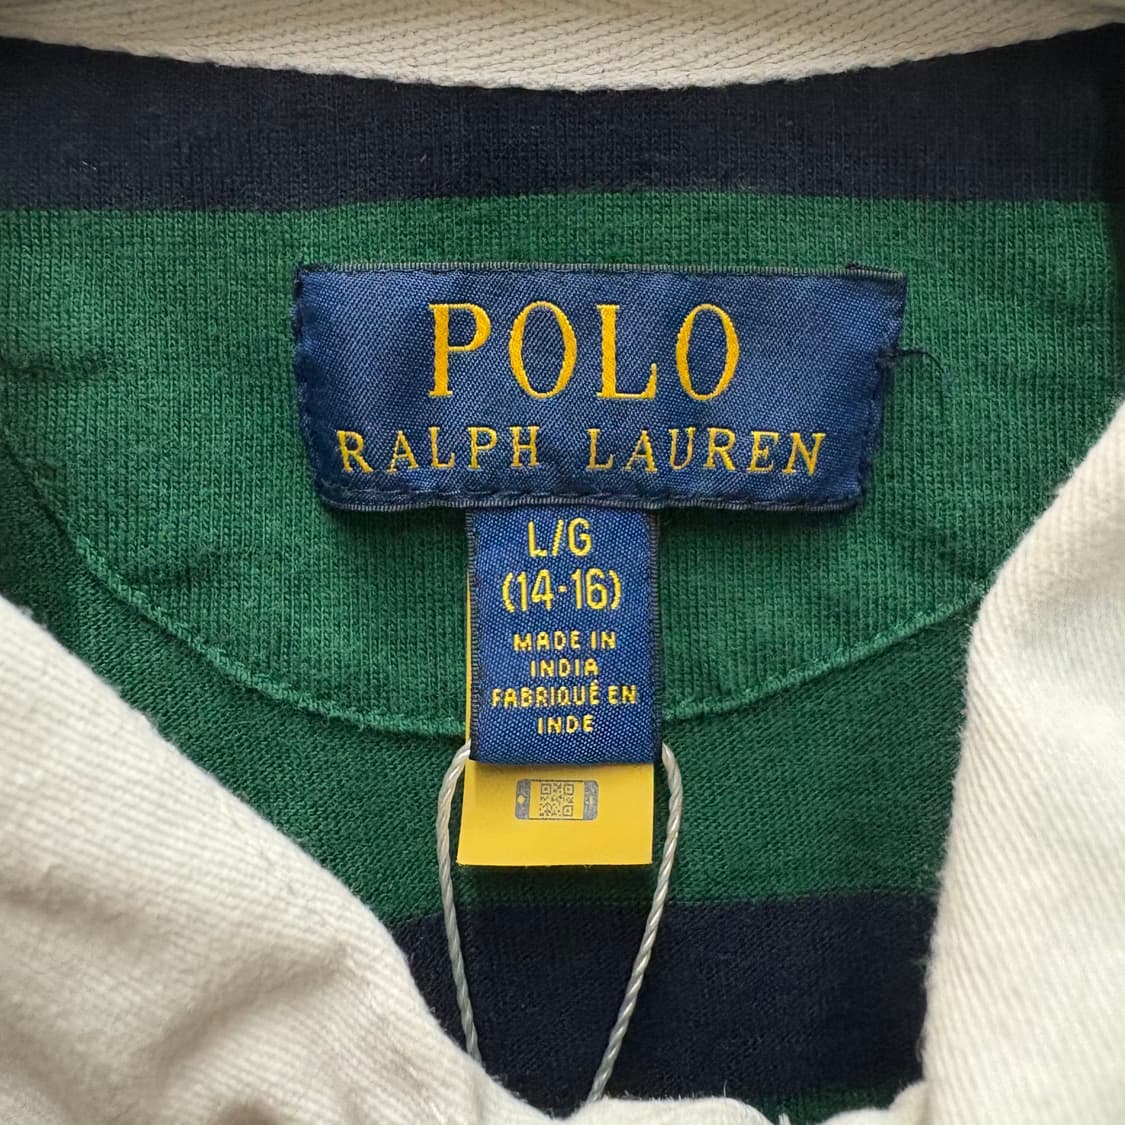 POLO
RALPH LAUREN
L/G
(14-16)
MADE IN
INDIA
FABRIQUÉ EN
INDE